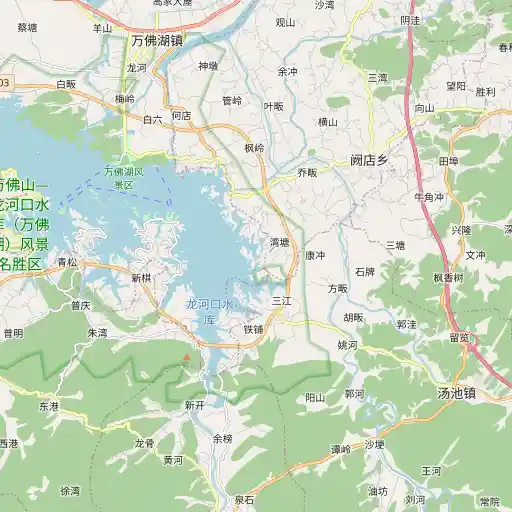 蔡塘
羊山
高家大屋
沙湾
阴洼
观山
万佛湖镇
春秋
龙河
神墩
余冲
三湾
03
白畈
望阳
胜利
梅岭
管岭
叶畈
向山
白六
何店
横山
枫岭
阙店乡
田埠
万佛湖风
景区
乔畈
万佛山—
龙河口水
库（万佛
湖）风景
名胜区
牛角冲
兴隆
湾塘
康冲
三塘
文冲
青松
新棋
石牌
枫香树
方畈
普庆
龙河口水
库
三江
胡畈
郭洼
普明
朱湾
铁铺
姚河
留览
阳山
郭河
汤池镇
东港
新开
西港
龙骨
余榜
谭岭
沙埂
黄河
王河
徐湾
泉石
油坊
刘河
常院